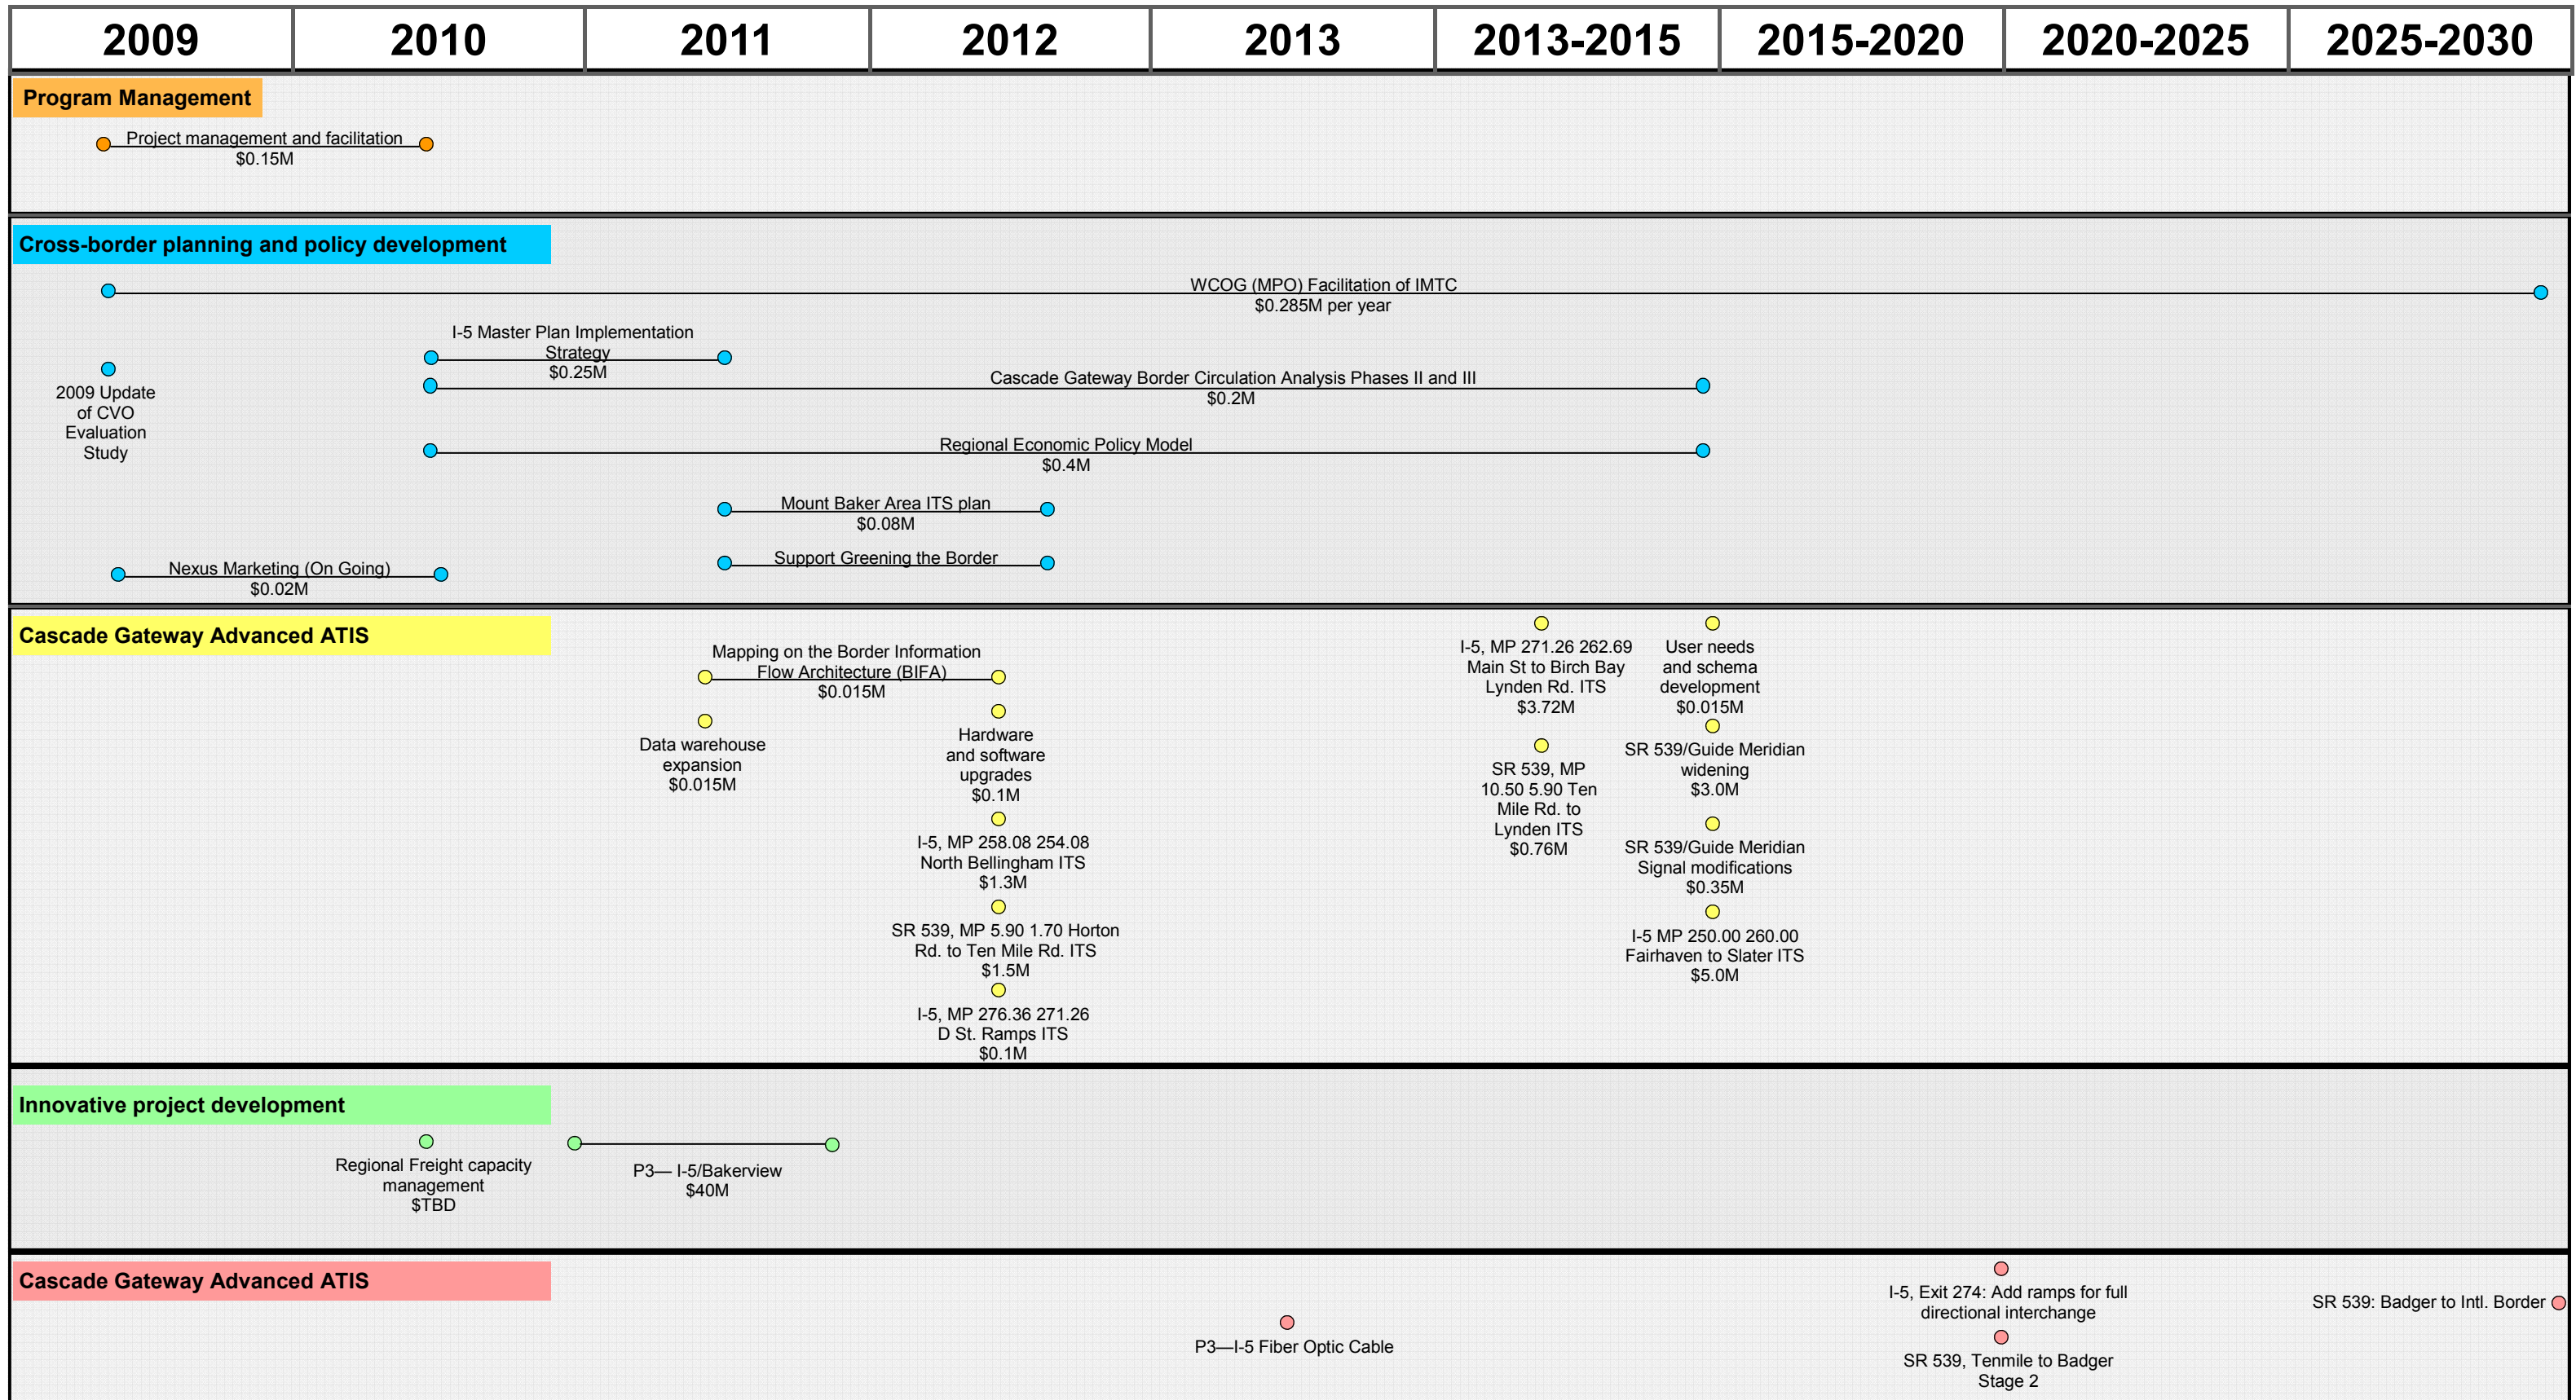 2009
2010
2011
2012
2013
2013-2015
2015-2020
2020-2025
2025-2030
Program Management
Project management and facilitation
$0.15M
Cross-border planning and policy development
WCOG (MPO) Facilitation of IMTC
$0.285M per year
I-5 Master Plan Implementation
Strategy
$0.25M
2009 Update
of CVO
Evaluation
Study
Cascade Gateway Border Circulation Analysis Phases II and III
$0.2M
Regional Economic Policy Model
$0.4M
Mount Baker Area ITS plan
$0.08M
Support Greening the Border
Nexus Marketing (On Going)
$0.02M
Cascade Gateway Advanced ATIS
Mapping on the Border Information
Flow Architecture (BIFA)
$0.015M
Data warehouse
expansion
$0.015M
Hardware
and software
upgrades
$0.1M
I-5, MP 258.08 254.08
North Bellingham ITS
$1.3M
SR 539, MP 5.90 1.70 Horton
Rd. to Ten Mile Rd. ITS
$1.5M
I-5, MP 276.36 271.26
D St. Ramps ITS
$0.1M
I-5, MP 271.26 262.69
Main St to Birch Bay
Lynden Rd. ITS
$3.72M
SR 539, MP
10.50 5.90 Ten
Mile Rd. to
Lynden ITS
$0.76M
User needs
and schema
development
$0.015M
SR 539/Guide Meridian
widening
$3.0M
SR 539/Guide Meridian
Signal modifications
$0.35M
I-5 MP 250.00 260.00
Fairhaven to Slater ITS
$5.0M
Innovative project development
Regional Freight capacity
management
$TBD
P3— I-5/Bakerview
$40M
Cascade Gateway Advanced ATIS
P3—I-5 Fiber Optic Cable
I-5, Exit 274: Add ramps for full
directional interchange
SR 539, Tenmile to Badger
Stage 2
SR 539: Badger to Intl. Border